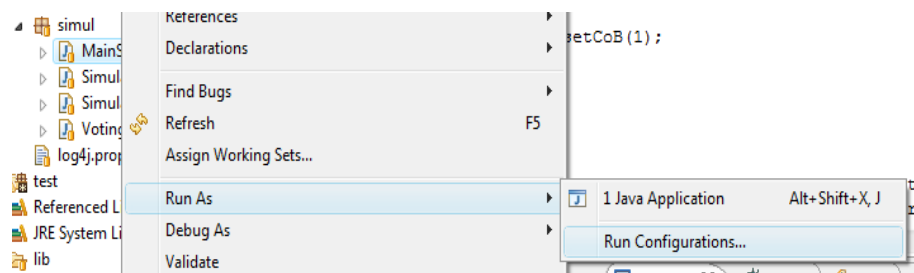 simul
MainS
Simul
Simul
Voting
log4j.prop
test
Referenced L
JRE System Li
lib
References
Declarations
Find Bugs
Refresh F5
Assign Working Sets...
Run As
Debug As
Validate
setCoB(1);
1 Java Application Alt+Shift+X, J
Run Configurations...